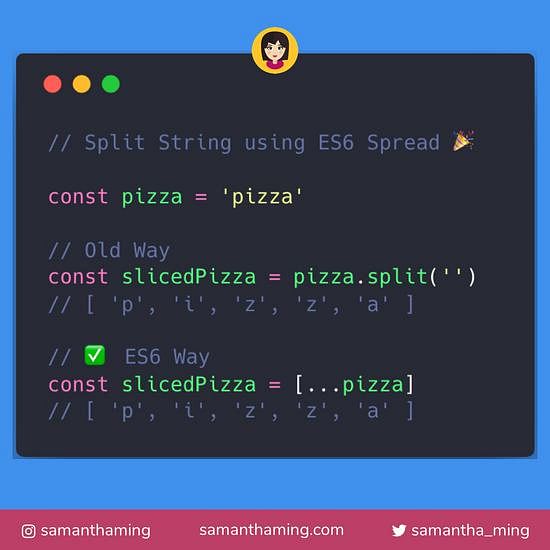 // Split String using ES6 Spread 🎉
const pizza = 'pizza'
// Old Way
const slicedPizza = pizza.split('')
// [ 'p', 'i', 'z', 'z', 'a' ]
// ✅ ES6 Way
const slicedPizza = [...pizza]
// [ 'p', 'i', 'z', 'z', 'a' ]
samanthaming samanthaming.com samantha_ming